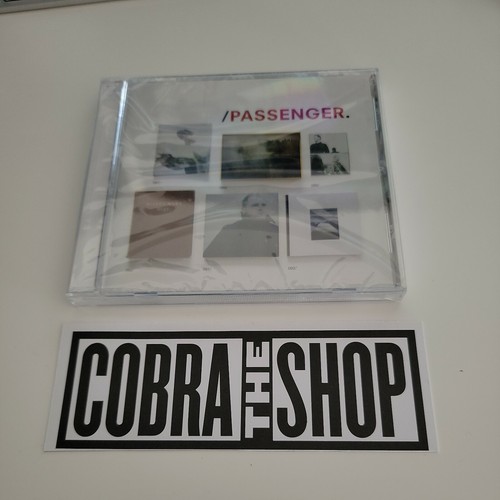 /PASSENGER.
COBRA THE SHOP